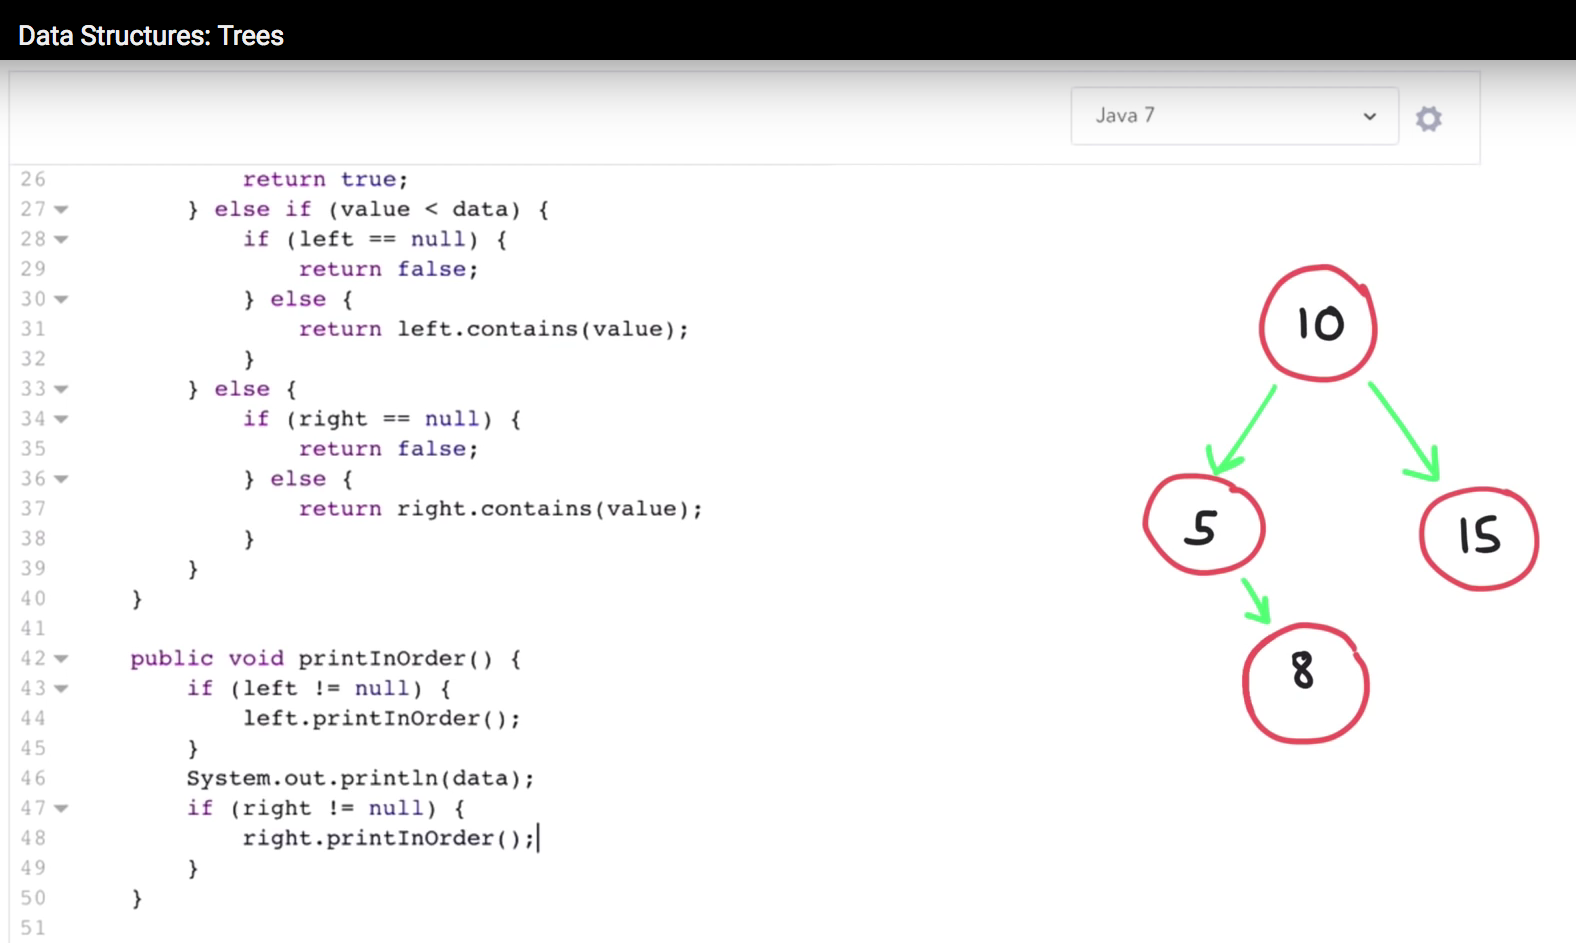 Data Structures: Trees
Java 7
26 return true;
27 } else if (value < data) {
28 if (left == null) {
29 return false;
30 } else {
31 return left.contains(value);
32 }
33 } else {
34 if (right == null) {
35 return false;
36 } else {
37 return right.contains(value);
38 }
39 }
40 }
41
42 public void printInOrder() {
43 if (left != null) {
44 left.printInOrder();
45 }
46 System.out.println(data);
47 if (right != null) {
48 right.printInOrder();
49 }
50 }
51
10
5
15
8